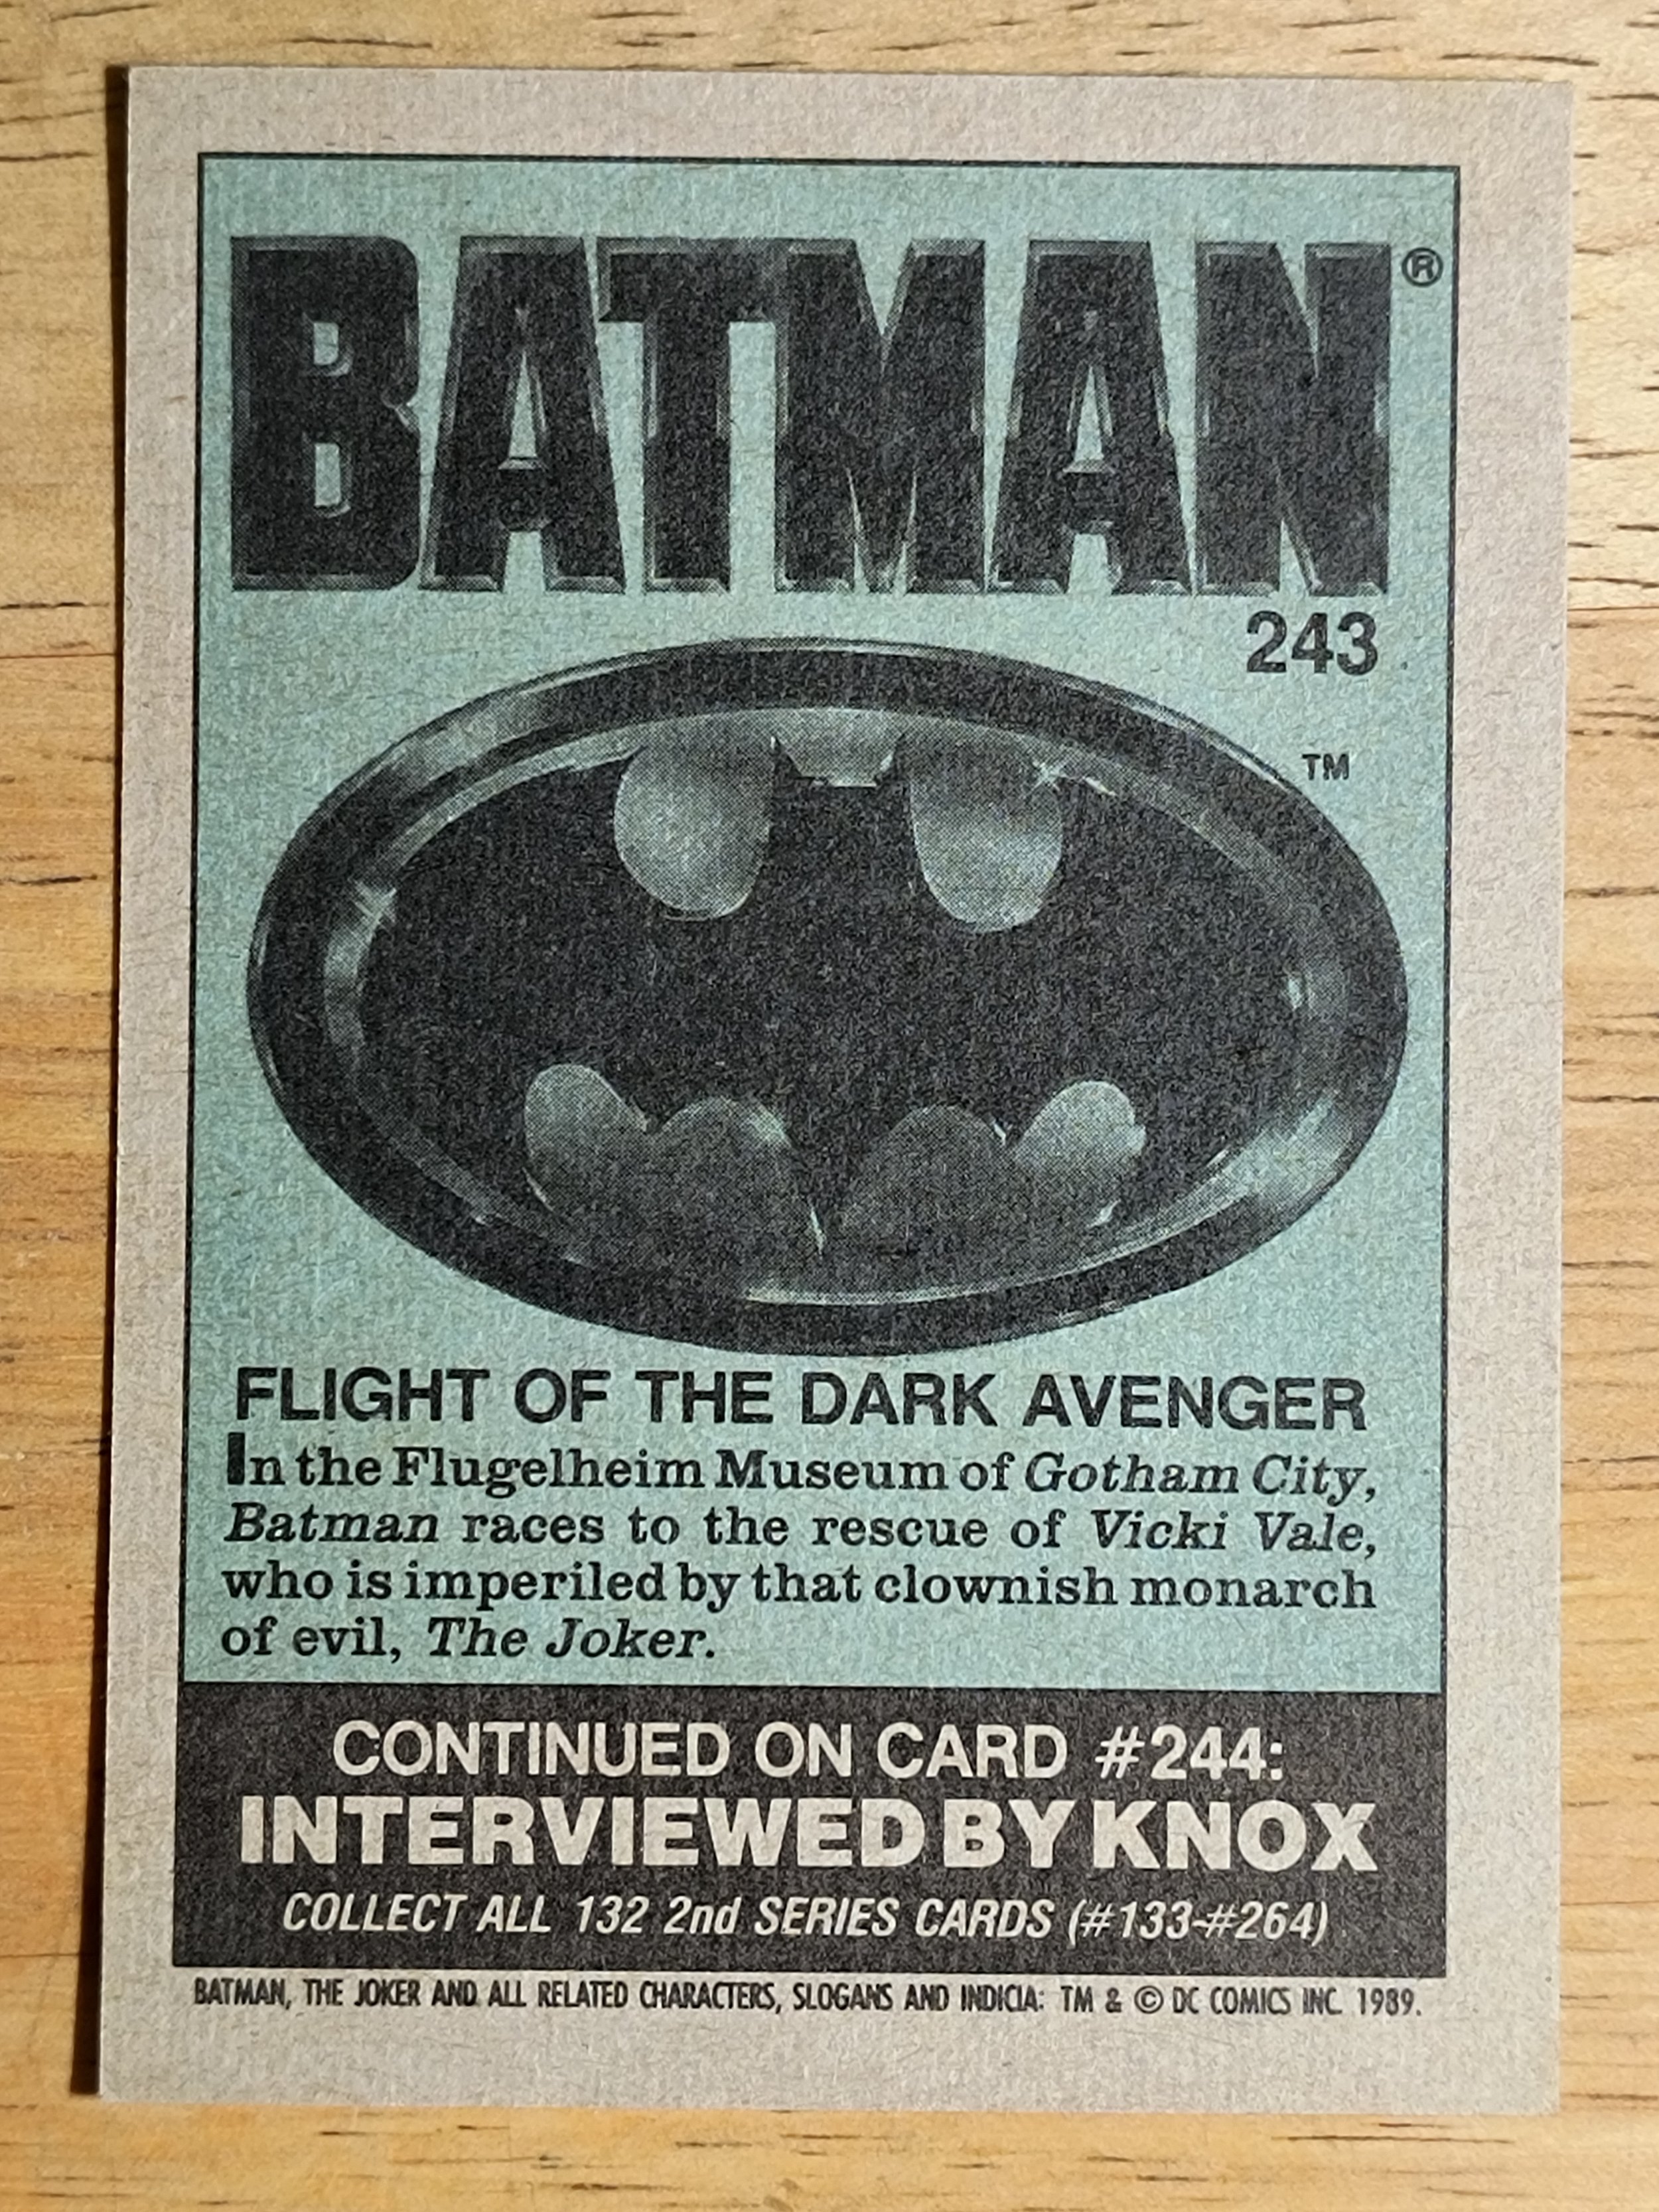 BATMAN®
243
TM
FLIGHT OF THE DARK AVENGER
In the Flugelheim Museum of Gotham City,
Batman races to the rescue of Vicki Vale,
who is imperiled by that clownish monarch
of evil, The Joker.
CONTINUED ON CARD #244:
INTERVIEWED BY KNOX
COLLECT ALL 132 2nd SERIES CARDS (#133-#264)
BATMAN, THE JOKER AND ALL RELATED CHARACTERS, SLOGANS AND INDICIA: TM & © DC COMICS INC. 1989.